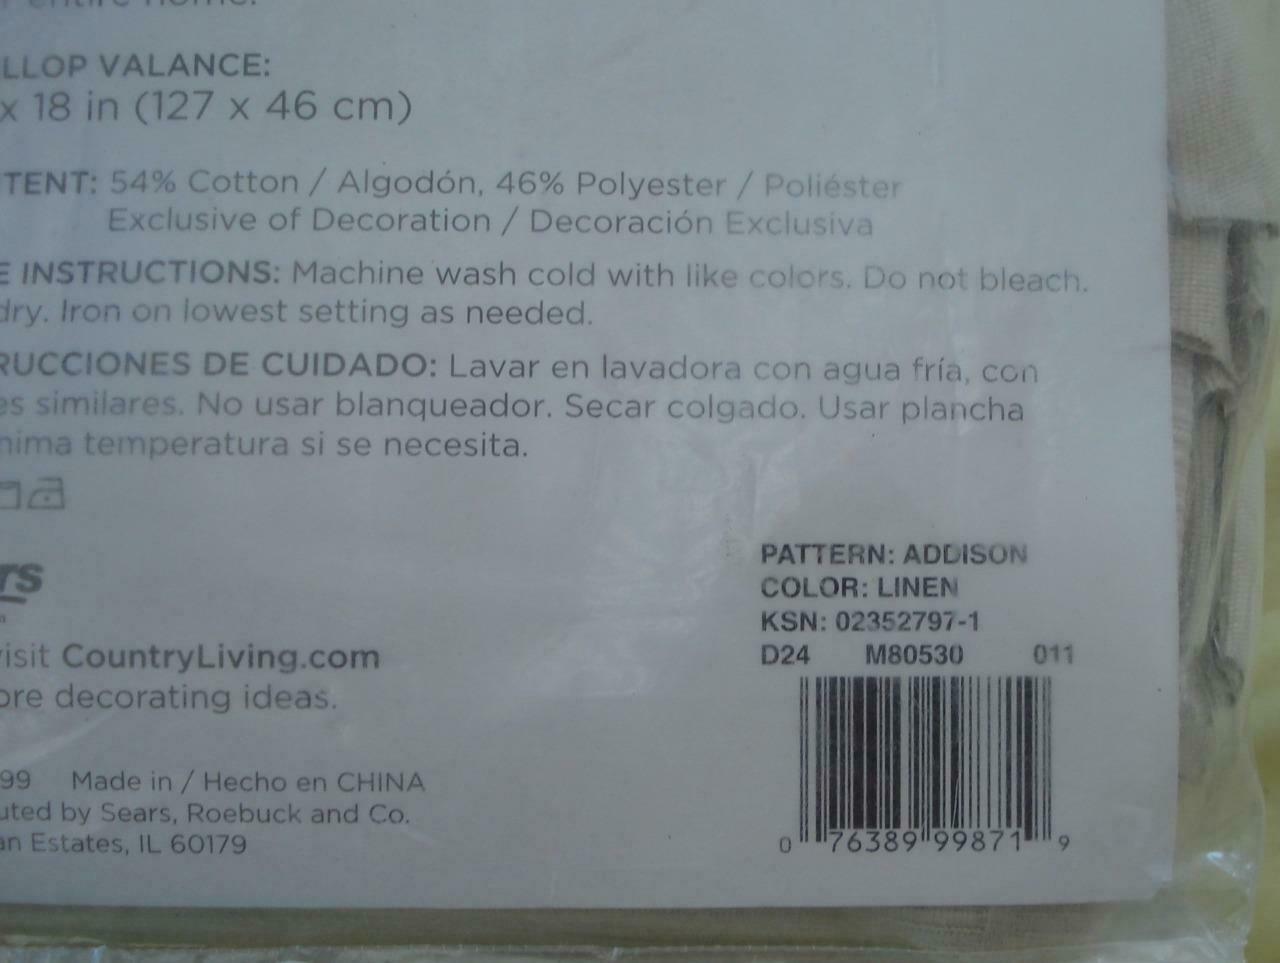 entire home.
LLOP VALANCE:
x 18 in (127 x 46 cm)
TENT: 54% Cotton / Algodón, 46% Polyester / Poliéster
Exclusive of Decoration / Decoración Exclusiva
E INSTRUCTIONS: Machine wash cold with like colors. Do not bleach.
dry. Iron on lowest setting as needed.
RUCCIONES DE CUIDADO: Lavar en lavadora con agua fría, con
es similares. No usar blanqueador. Secar colgado. Usar plancha
nima temperatura si se necesita.
rs
visit CountryLiving.com
ore decorating ideas.
99 Made in / Hecho en CHINA
uted by Sears, Roebuck and Co.
an Estates, IL 60179
PATTERN: ADDISON
COLOR: LINEN
KSN: 02352797-1
D24 M80530 011
0 76389 99871 9